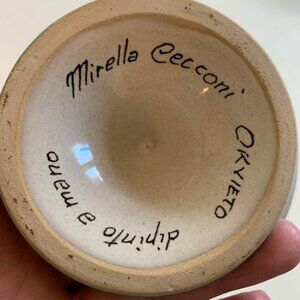 Mirella Cecconi
ORVIETO
dipinto a mano